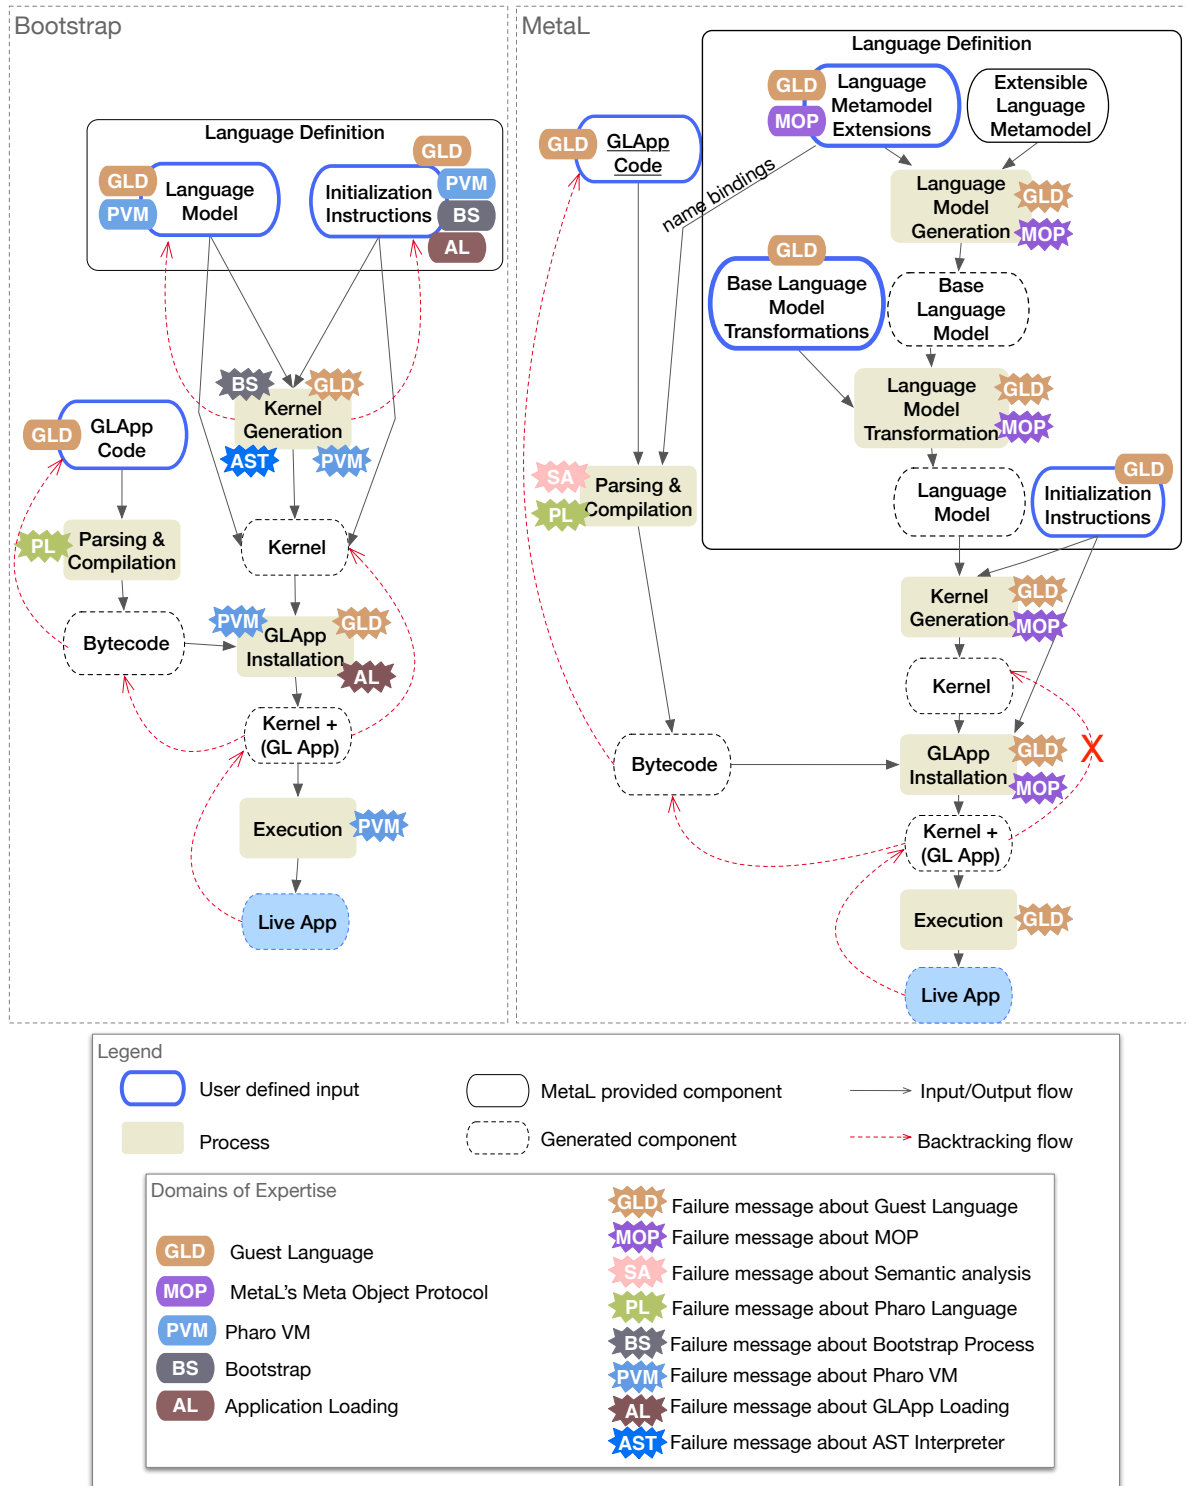 Bootstrap
Language Definition
GLD
GLD
Language
Model
PVM
Initialization
Instructions
PVM
BS
AL
BS
GLD
Kernel
Generation
AST
PVM
GLD
GLApp
Code
PL
Parsing &
Compilation
Kernel
Bytecode
PVM
GLD
GLApp
Installation
AL
Kernel +
(GL App)
Execution
PVM
Live App
MetaL
Language Definition
GLD
MOP
Language
Metamodel
Extensions
Extensible
Language
Metamodel
GLD
GLApp
Code
name bindings
Language
Model
Generation
GLD
MOP
GLD
Base Language
Model
Transformations
Base
Language
Model
Language
Model
Transformation
GLD
MOP
SA
PL
Parsing &
Compilation
Language
Model
GLD
Initialization
Instructions
Kernel
Generation
GLD
MOP
Kernel
Bytecode
GLApp
Installation
GLD
MOP
X
Kernel +
(GL App)
Execution
GLD
Live App
Legend
User defined input
MetaL provided component
Input/Output flow
Process
Generated component
Backtracking flow
Domains of Expertise
GLD Guest Language
MOP MetaL's Meta Object Protocol
PVM Pharo VM
BS Bootstrap
AL Application Loading
GLD Failure message about Guest Language
MOP Failure message about MOP
SA Failure message about Semantic analysis
PL Failure message about Pharo Language
BS Failure message about Bootstrap Process
PVM Failure message about Pharo VM
AL Failure message about GLApp Loading
AST Failure message about AST Interpreter